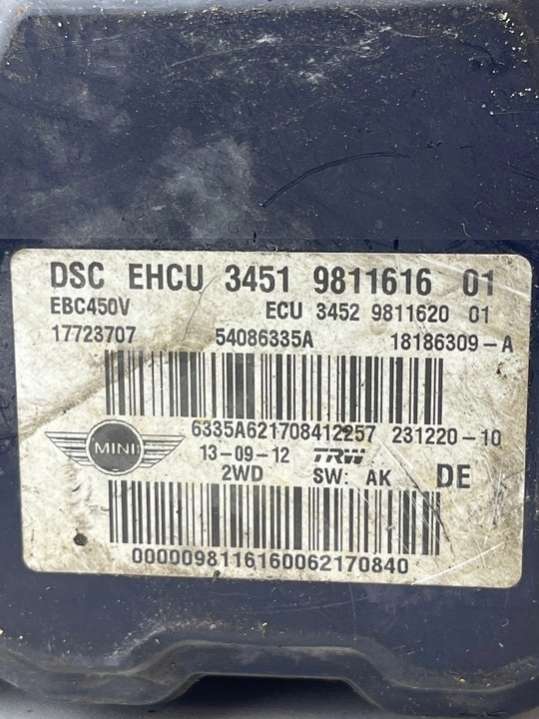 DSC EHCU 3451 9811616 01
EBC450V ECU 3452 9811620 01
17723707 54086335A 18186309-A
6335A621708412257 231220-10
MINI 13-09-12 TRW
2WD SW: AK DE
0000098116160062170840